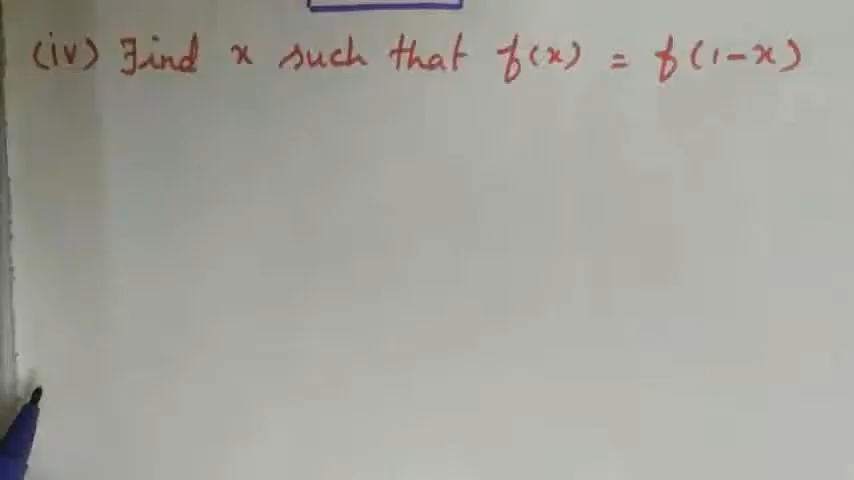 (iv) Find x such that f(x) = f(1-x)